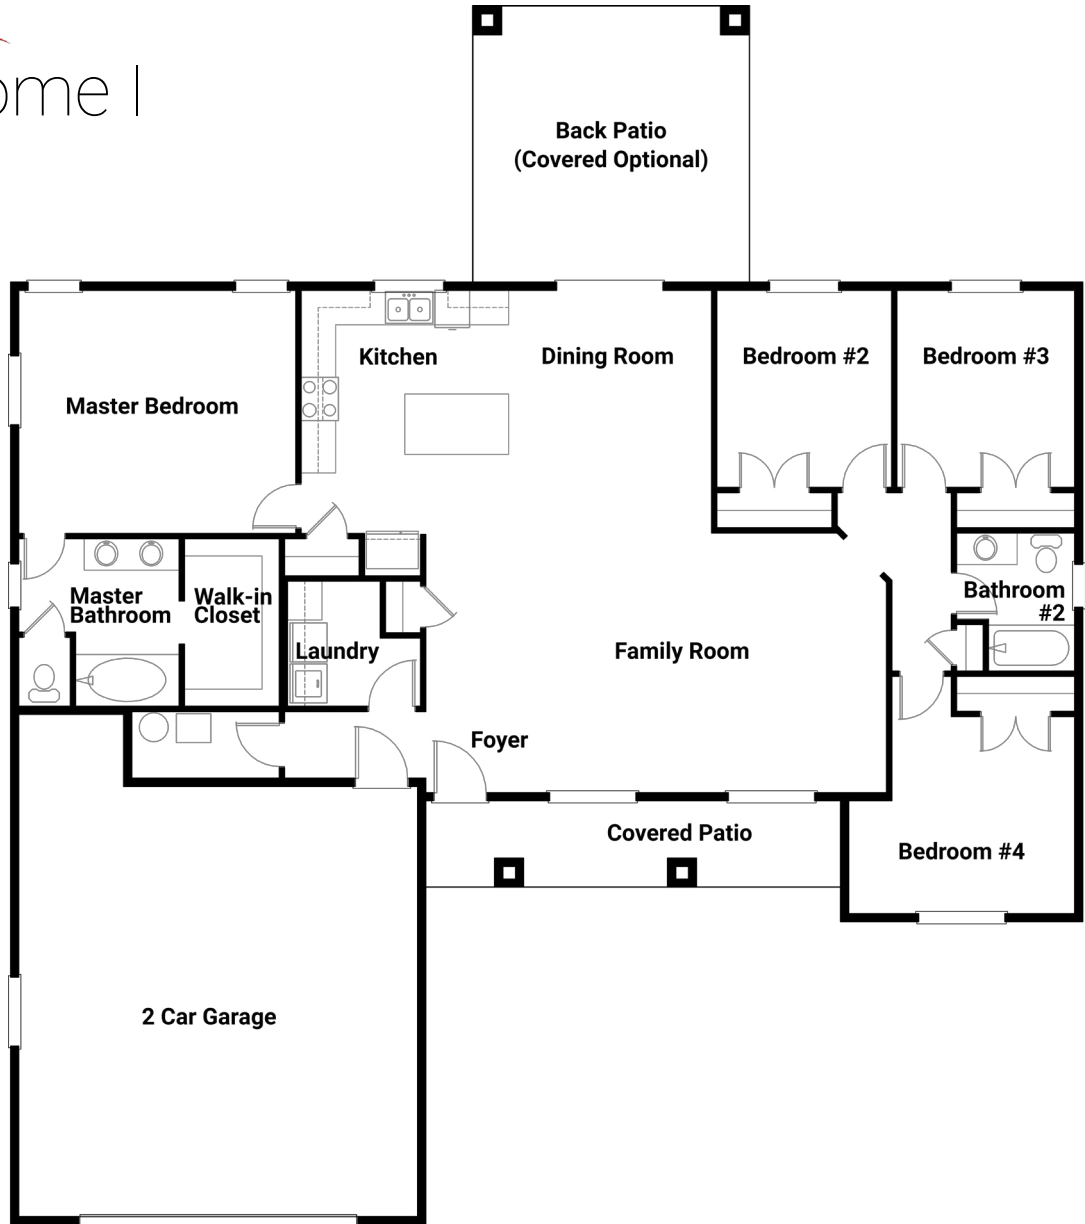 ome I
Back Patio
(Covered Optional)
Kitchen
Dining Room
Bedroom #2
Bedroom #3
Master Bedroom
Master
Bathroom
Walk-in
Closet
Bathroom
#2
Laundry
Family Room
Foyer
Covered Patio
Bedroom #4
2 Car Garage